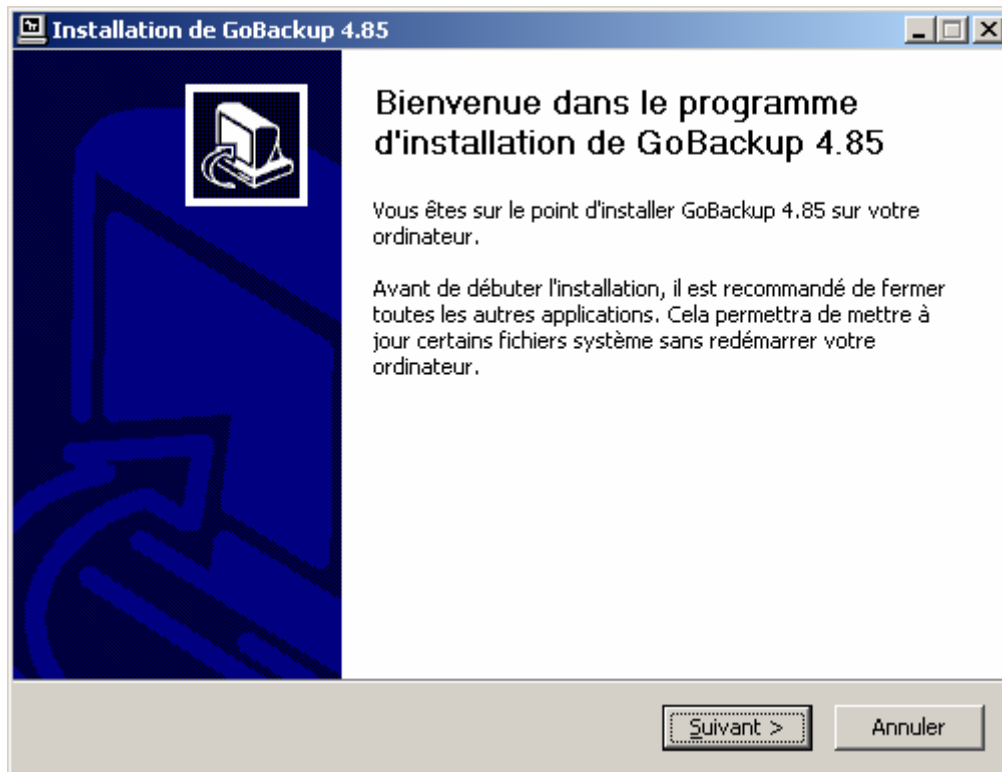 Installation de GoBackup 4.85
Bienvenue dans le programme
d'installation de GoBackup 4.85
Vous êtes sur le point d'installer GoBackup 4.85 sur votre
ordinateur.
Avant de débuter l'installation, il est recommandé de fermer
toutes les autres applications. Cela permettra de mettre à
jour certains fichiers système sans redémarrer votre
ordinateur.
Suivant >
Annuler